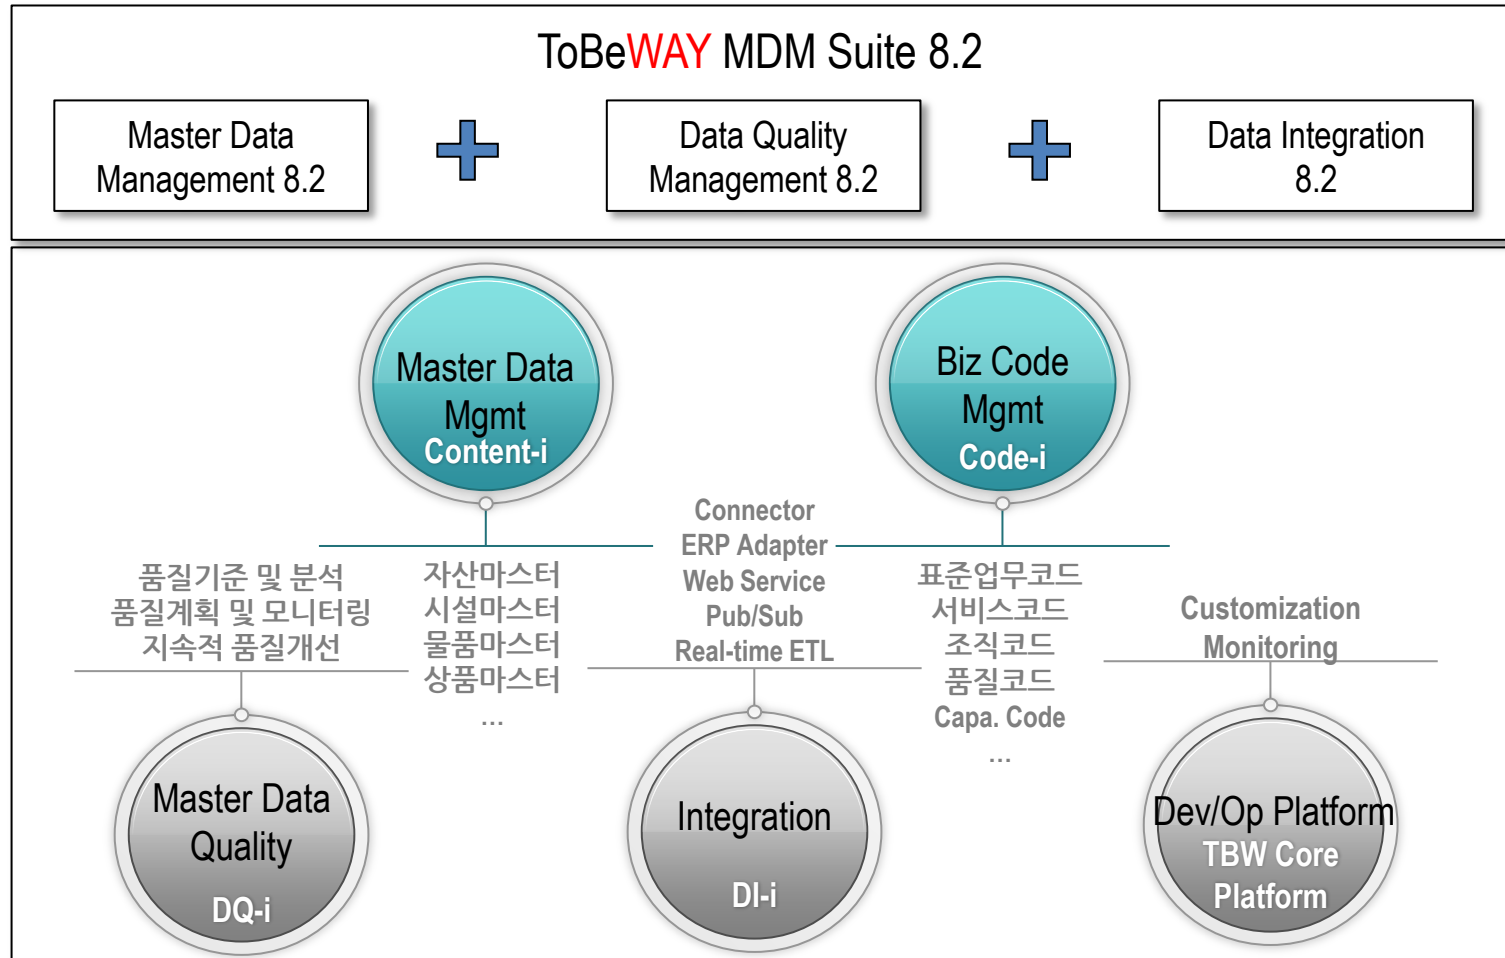 ToBeWAY MDM Suite 8.2
Master Data
Management 8.2
Data Quality
Management 8.2
Data Integration
8.2
Master Data
Mgmt
Content-i
Biz Code
Mgmt
Code-i
품질기준 및 분석
품질계획 및 모니터링
지속적 품질개선
자산마스터
시설마스터
물품마스터
상품마스터
...
Connector
ERP Adapter
Web Service
Pub/Sub
Real-time ETL
표준업무코드
서비스코드
조직코드
품질코드
Capa. Code
...
Customization
Monitoring
Master Data
Quality
DQ-i
Integration
DI-i
Dev/Op Platform
TBW Core
Platform